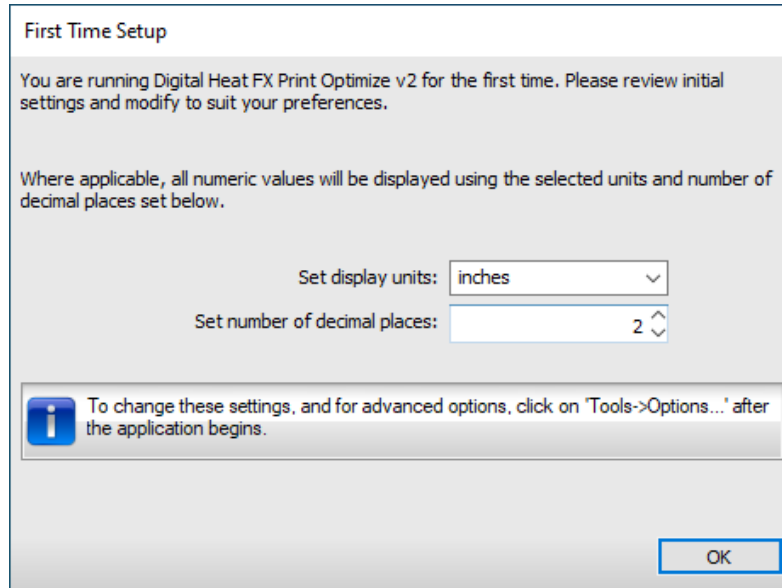 First Time Setup
You are running Digital Heat FX Print Optimize v2 for the first time. Please review initial
settings and modify to suit your preferences.
Where applicable, all numeric values will be displayed using the selected units and number of
decimal places set below.
Set display units: inches
Set number of decimal places: 2
To change these settings, and for advanced options, click on 'Tools->Options...' after
the application begins.
OK